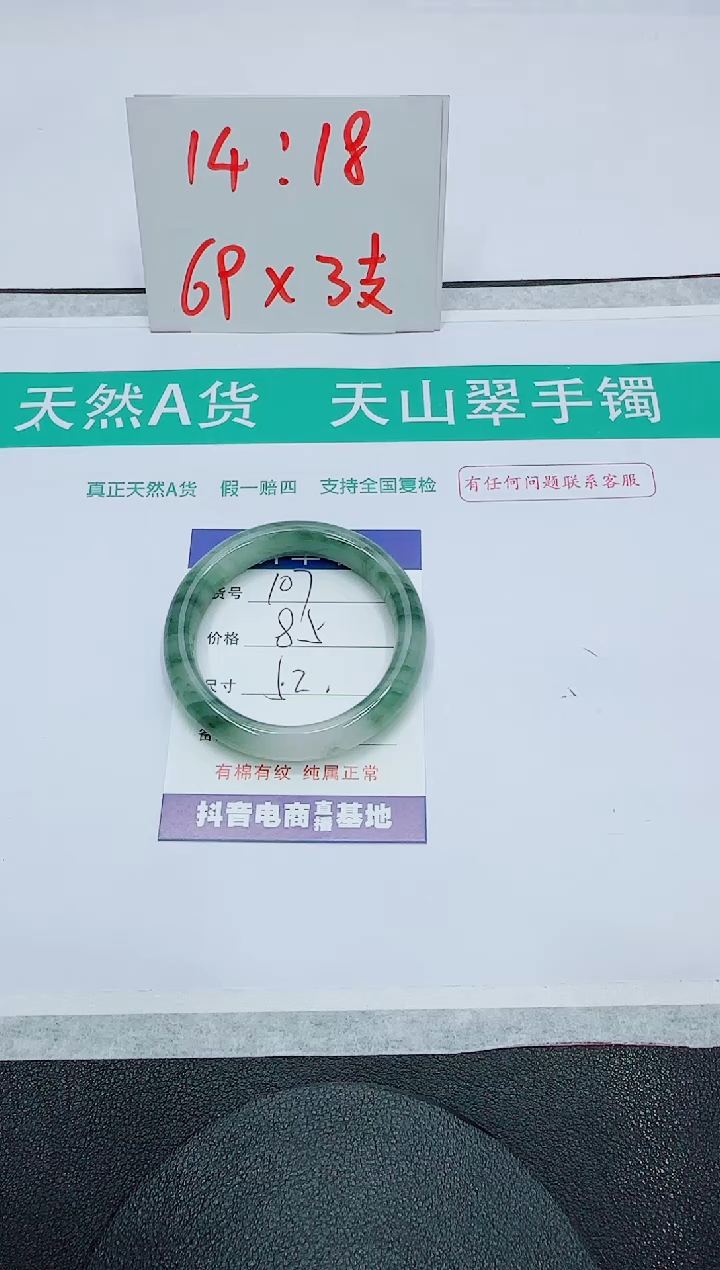 14:18
69x3支
天然A货 天山翠手镯
真正天然A货 假一赔四 支持全国复检 有任何问题联系客服
货号 107
价格 85
尺寸 52.
有棉有纹 纯属正常
抖音电商直播基地